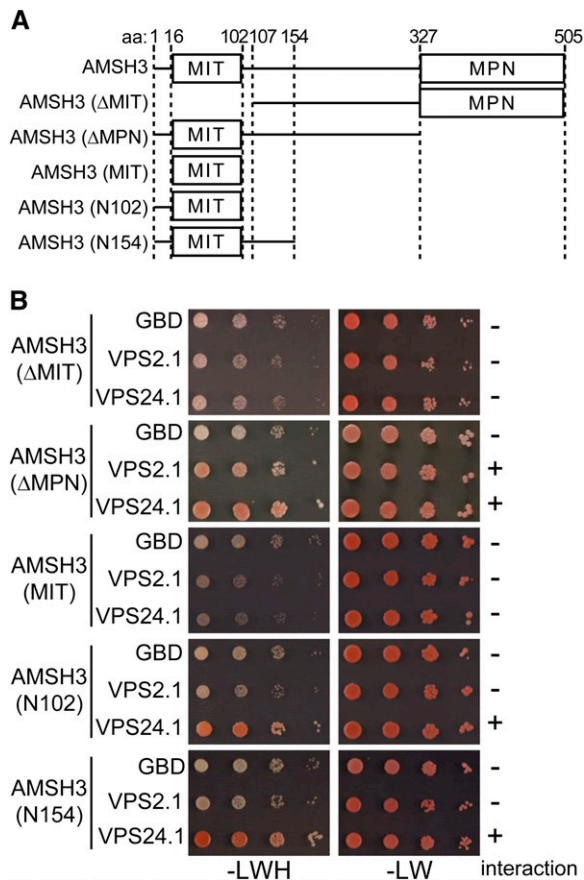 A
aa: 1 16 102 107 154 327 505
AMSH3 MIT MPN
AMSH3 (ΔMIT) MPN
AMSH3 (ΔMPN) MIT
AMSH3 (MIT) MIT
AMSH3 (N102) MIT
AMSH3 (N154) MIT
B
AMSH3
(ΔMIT)
GBD -
VPS2.1 -
VPS24.1 -
AMSH3
(ΔMPN)
GBD -
VPS2.1 +
VPS24.1 +
AMSH3
(MIT)
GBD -
VPS2.1 -
VPS24.1 -
AMSH3
(N102)
GBD -
VPS2.1 -
VPS24.1 +
AMSH3
(N154)
GBD -
VPS2.1 -
VPS24.1 +
-LWH -LW interaction